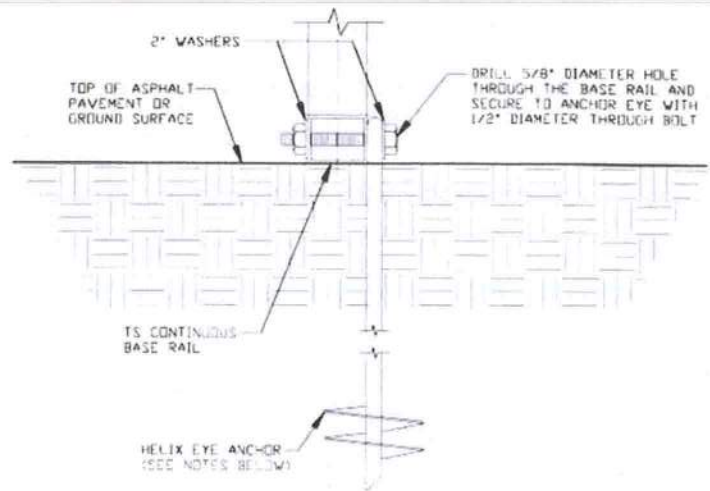 2" WASHERS
TOP OF ASPHALT
PAVEMENT OR
GROUND SURFACE
DRILL 5/8" DIAMETER HOLE
THROUGH THE BASE RAIL AND
SECURE TO ANCHOR EYE WITH
1/2" DIAMETER THROUGH BOLT
TS CONTINUOUS
BASE RAIL
HELIX EYE ANCHOR
(SEE NOTES BELOW)